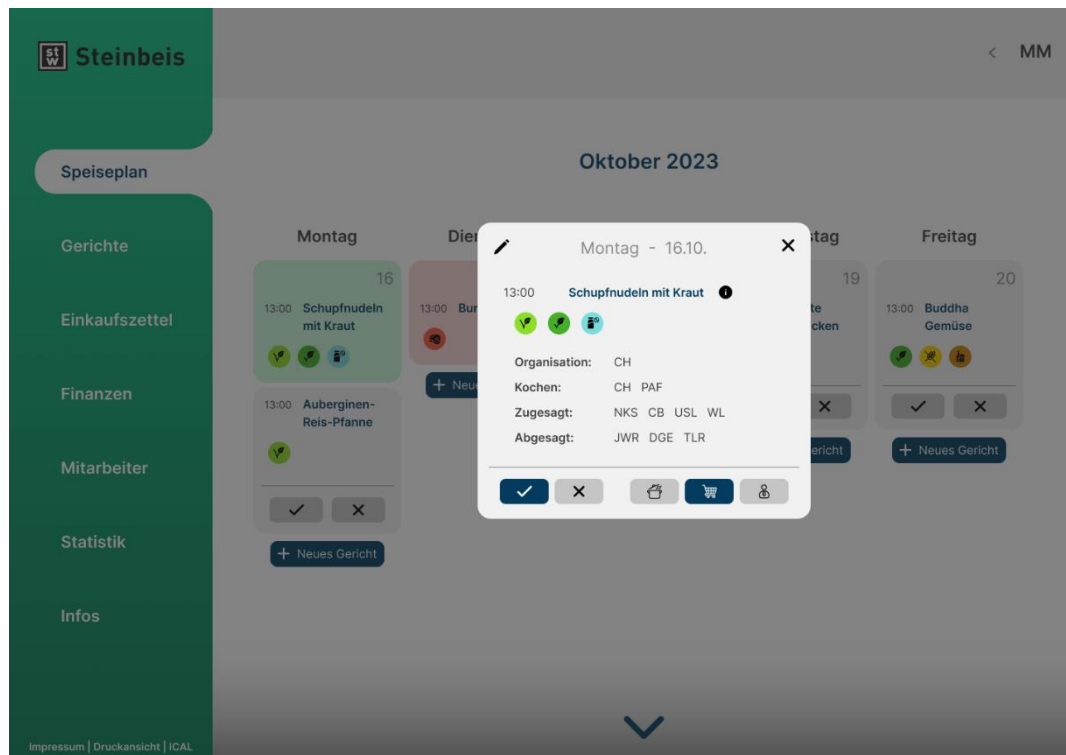 st
w Steinbeis
< MM
Speiseplan
Gerichte
Einkaufszettel
Finanzen
Mitarbeiter
Statistik
Infos
Impressum | Druckansicht | ICAL
Oktober 2023
Montag
16
13:00 Schupfnudeln
mit Kraut
13:00 Auberginen-
Reis-Pfanne
+ Neues Gericht
13:00
Montag - 16.10.
13:00 Schupfnudeln mit Kraut
Organisation: CH
Kochen: CH PAF
Zugesagt: NKS CB USL WL
Abgesagt: JWR DGE TLR
19
Freitag
20
13:00 Buddha
Gemüse
+ Neues Gericht